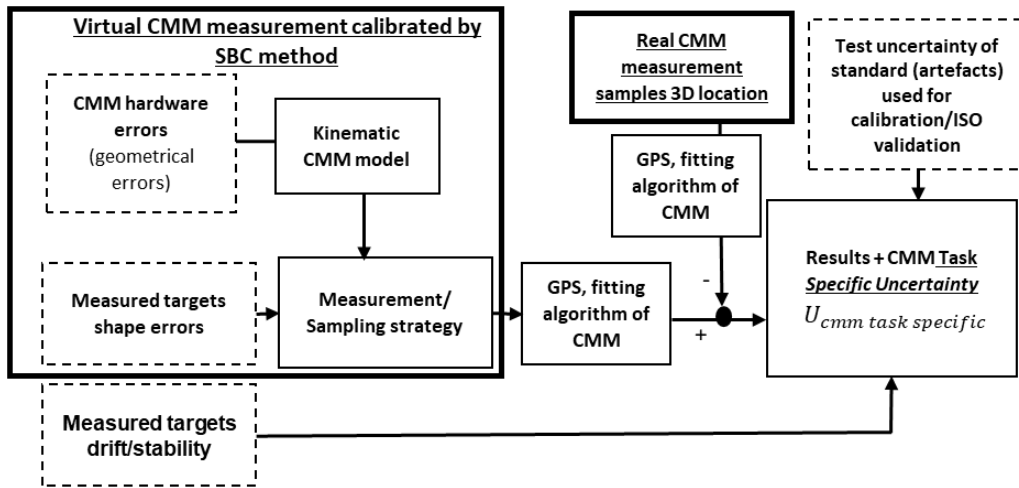 Virtual CMM measurement calibrated by
SBC method
CMM hardware
errors
(geometrical
errors)
Kinematic
CMM model
Measured targets
shape errors
Measurement/
Sampling strategy
Measured targets
drift/stability
GPS, fitting
algorithm of
CMM
Real CMM
measurement
samples 3D location
GPS, fitting
algorithm of
CMM
-
+
Test uncertainty of
standard (artefacts)
used for
calibration/ISO
validation
Results + CMM Task
Specific Uncertainty
U_cmm task specific